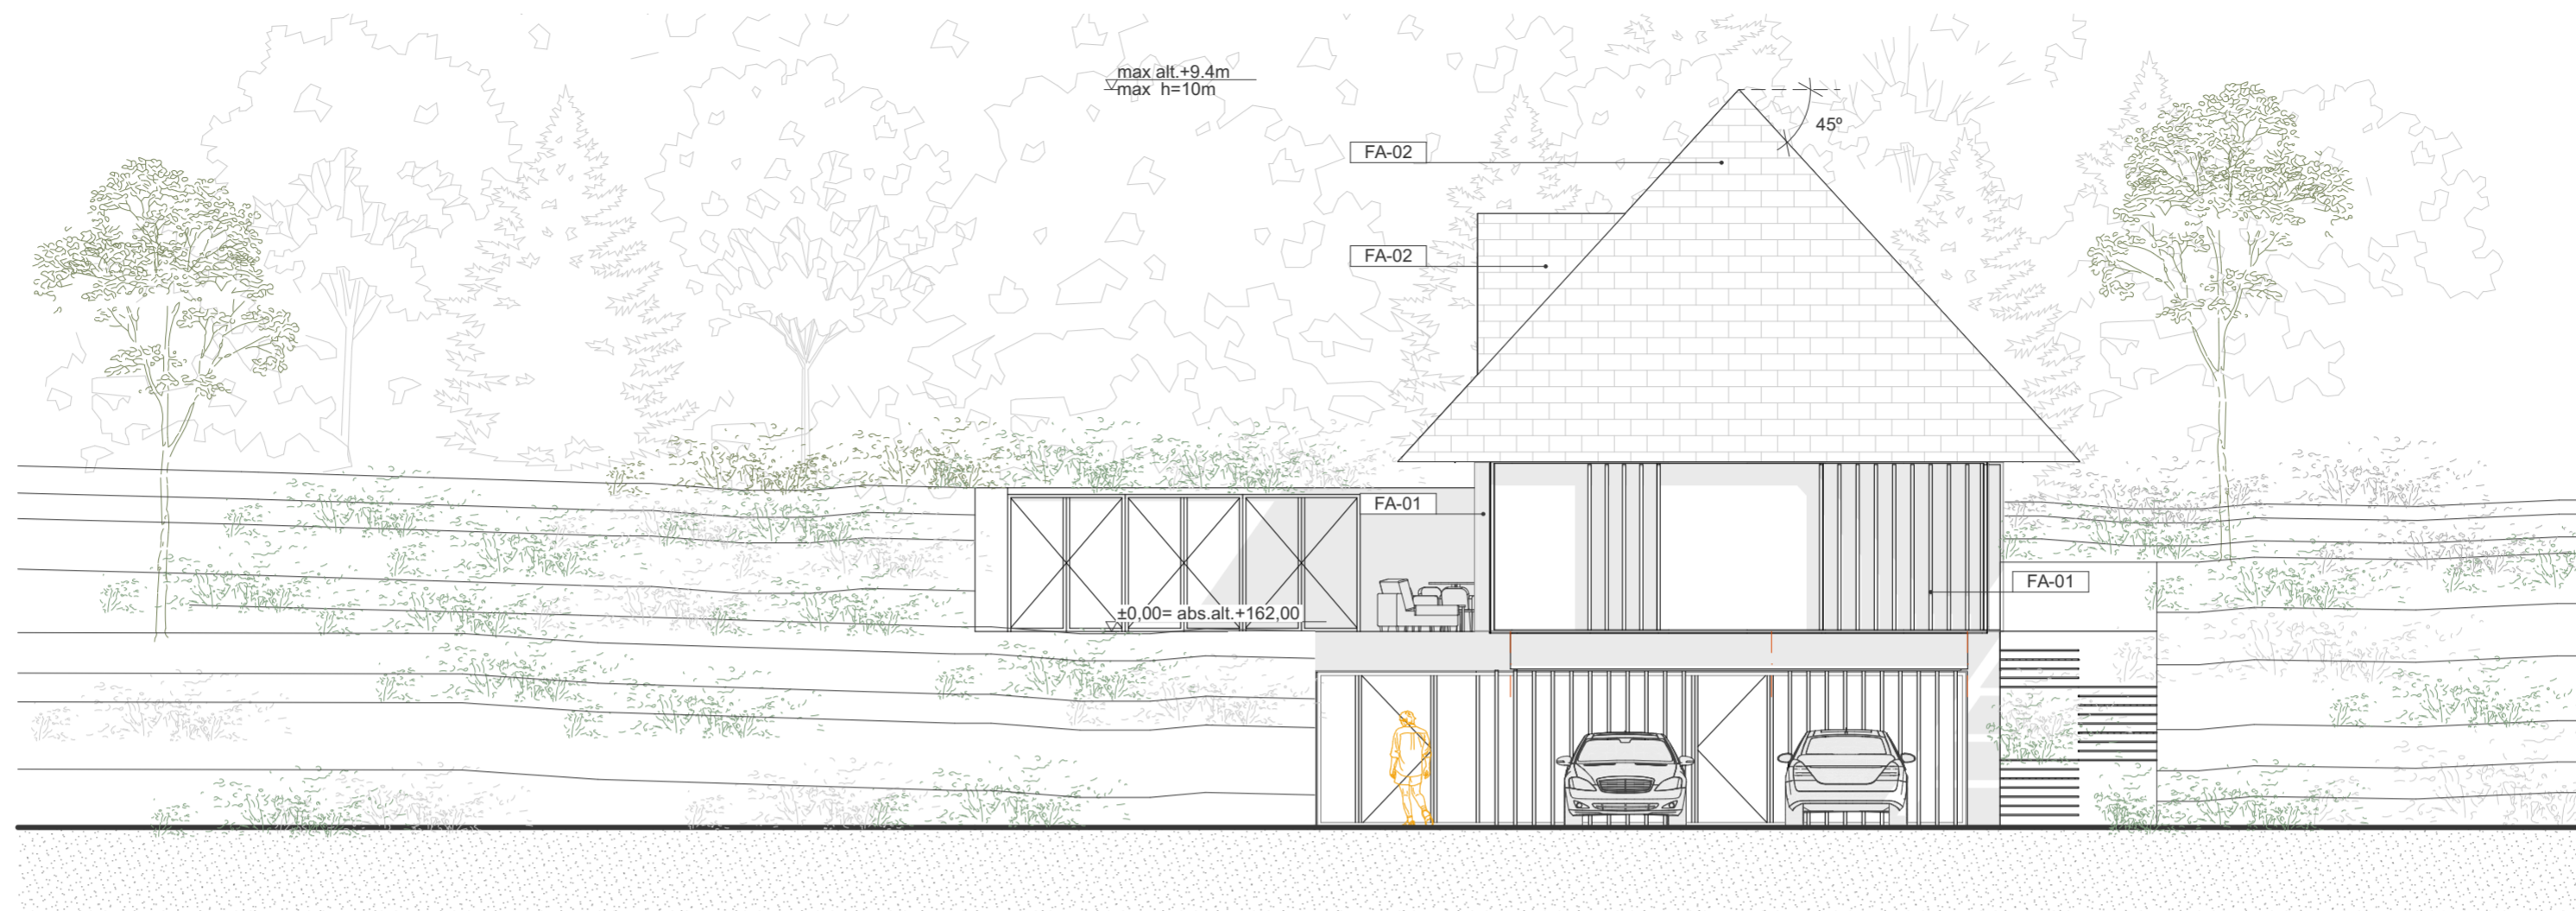 max alt.+9.4m
max h=10m
45º
FA-02
FA-02
FA-01
FA-01
±0,00= abs.alt.+162,00